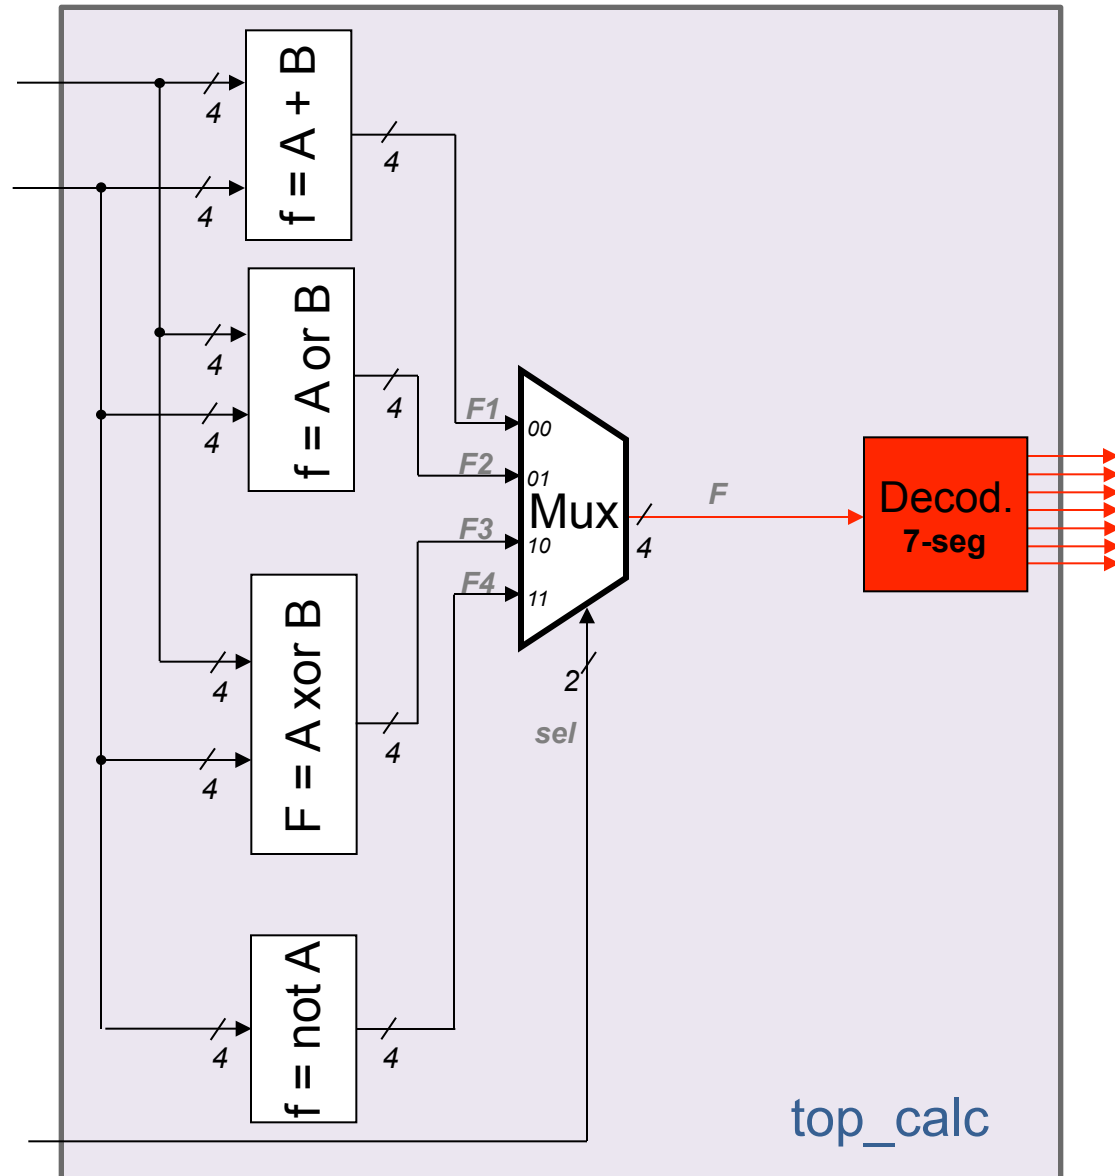 f = A + B
4
4
4
f = A or B
4
4
4
F1
00
F2
01
Mux
F3
10
F4
11
F
4
Decod.
7-seg
2
sel
F = A xor B
4
4
4
f = not A
4
4
top_calc